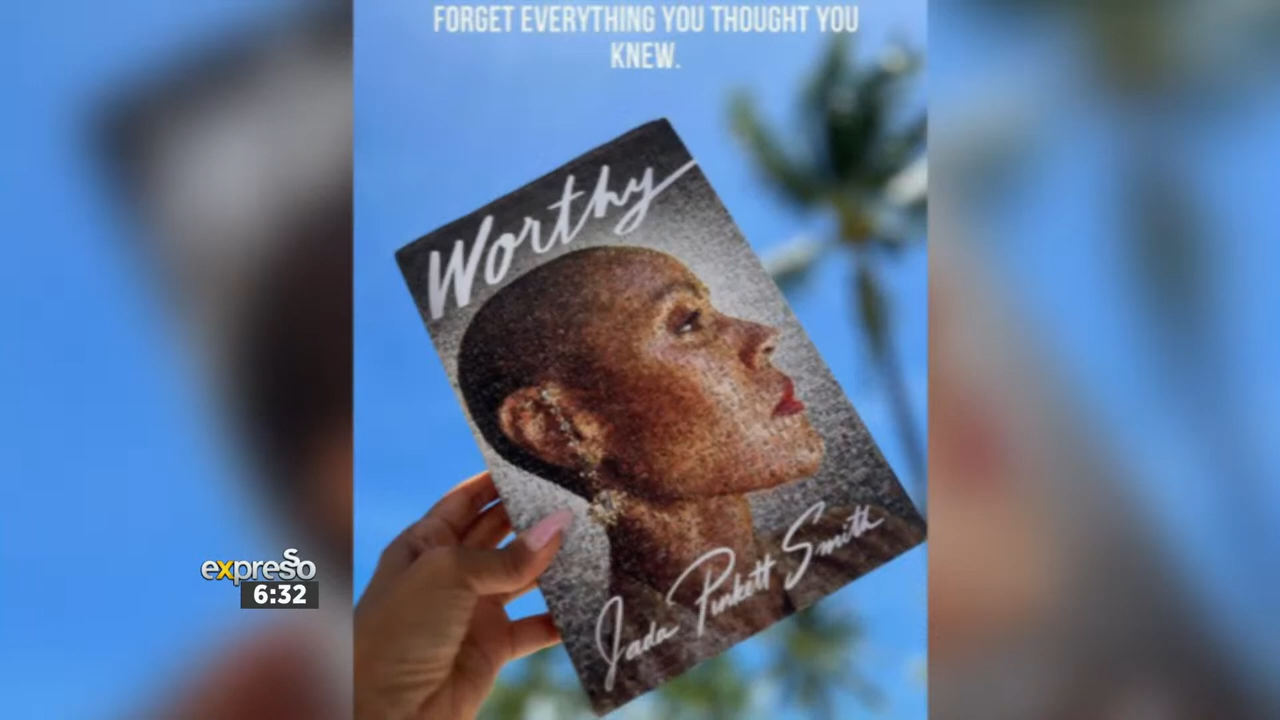 FORGET EVERYTHING YOU THOUGHT YOU
KNEW.
Worthy
Jada Pinkett Smith
expresso
6:32